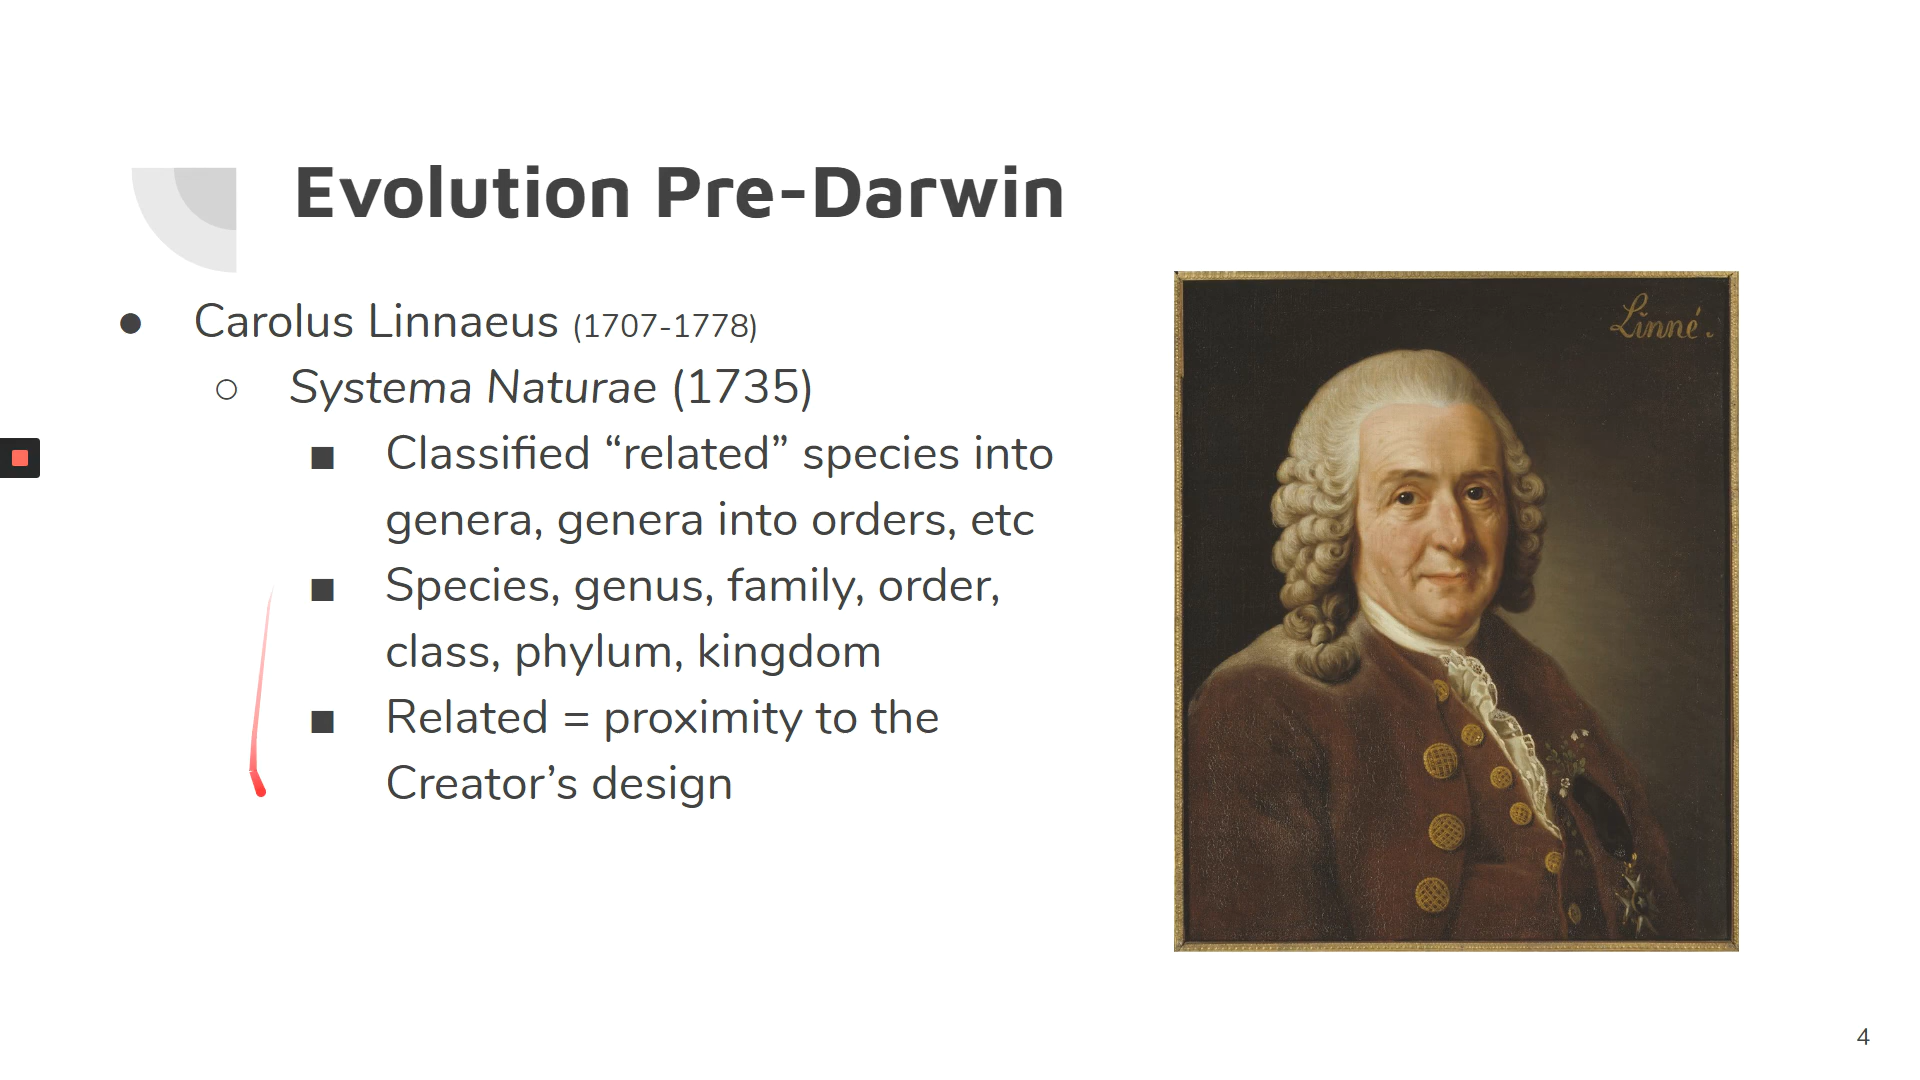 Evolution Pre-Darwin
● Carolus Linnaeus (1707-1778)
○ Systema Naturae (1735)
■ Classified “related” species into
genera, genera into orders, etc
■ Species, genus, family, order,
class, phylum, kingdom
■ Related = proximity to the
Creator’s design
Linné.
4